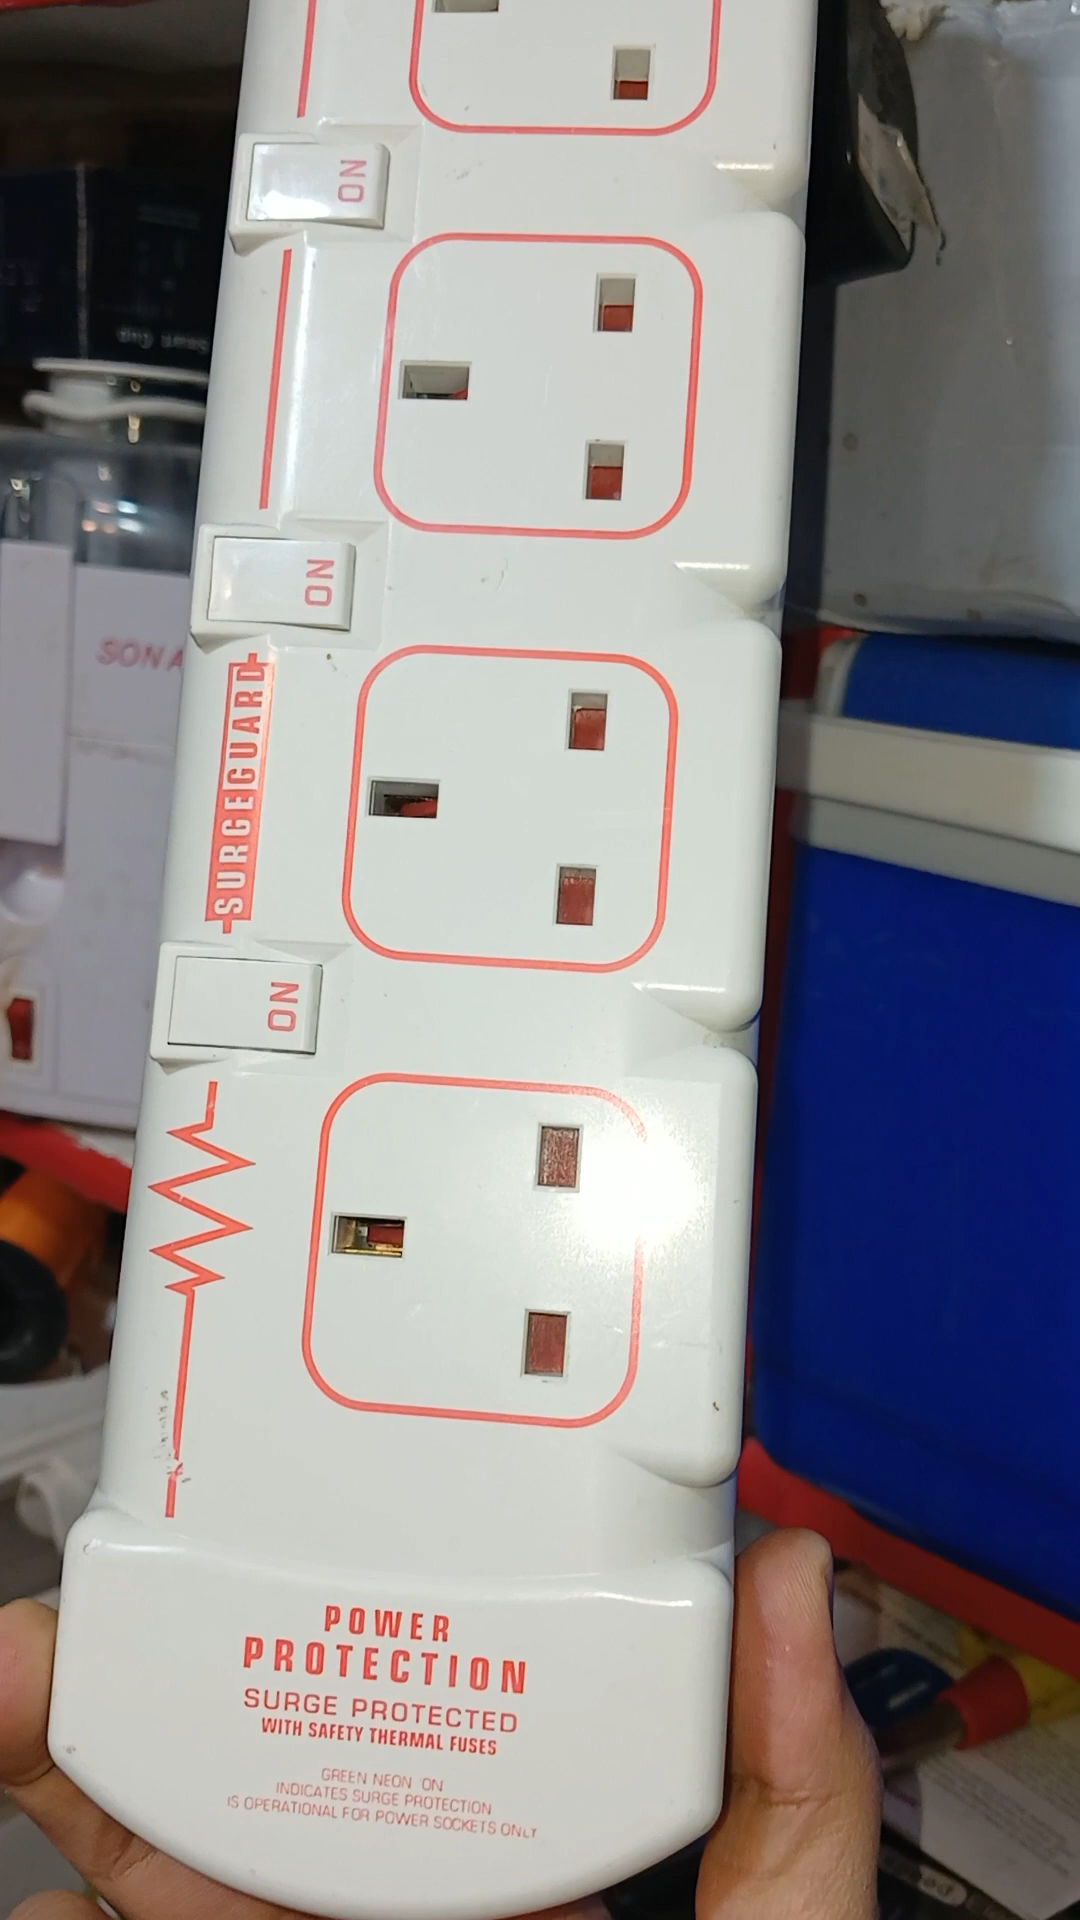 ON
ON
SURGEGUARD
ON
SONA
POWER
PROTECTION
SURGE PROTECTED
WITH SAFETY THERMAL FUSES
GREEN NEON 'ON
INDICATES SURGE PROTECTION
IS OPERATIONAL FOR POWER SOCKETS ONLY